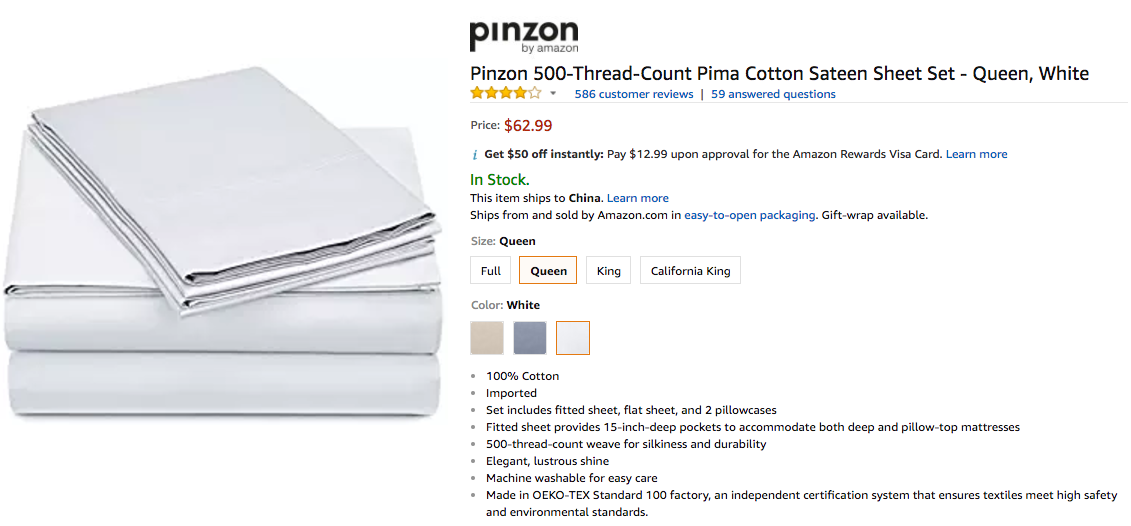 pinzon
by amazon
Pinzon 500-Thread-Count Pima Cotton Sateen Sheet Set - Queen, White
586 customer reviews | 59 answered questions
Price: $62.99
i Get $50 off instantly: Pay $12.99 upon approval for the Amazon Rewards Visa Card. Learn more
In Stock.
This item ships to China. Learn more
Ships from and sold by Amazon.com in easy-to-open packaging. Gift-wrap available.
Size: Queen
Full Queen King California King
Color: White
• 100% Cotton
• Imported
• Set includes fitted sheet, flat sheet, and 2 pillowcases
• Fitted sheet provides 15-inch-deep pockets to accommodate both deep and pillow-top mattresses
• 500-thread-count weave for silkiness and durability
• Elegant, lustrous shine
• Machine washable for easy care
• Made in OEKO-TEX Standard 100 factory, an independent certification system that ensures textiles meet high safety
and environmental standards.